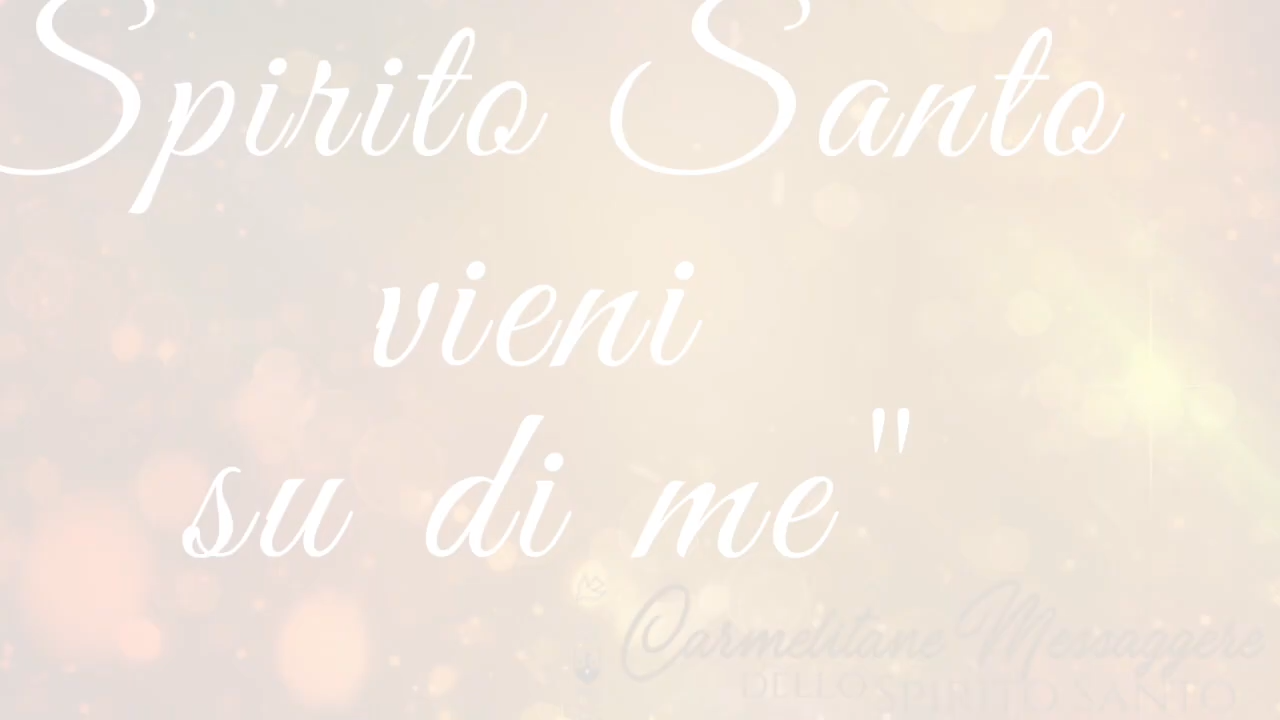 Spirito Santo
vieni
su di me"
Carmelitane Messaggere
DELLO SPIRITO SANTO